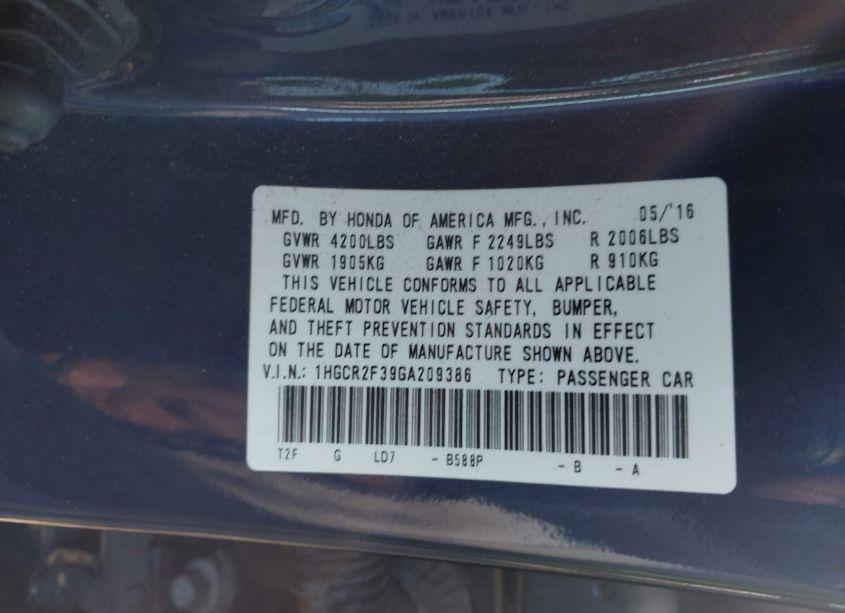 MFD. BY HONDA OF AMERICA MFG., INC. 05/'16
GVWR 4200LBS GAWR F 2249LBS R 2006LBS
GVWR 1905KG GAWR F 1020KG R 910KG
THIS VEHICLE CONFORMS TO ALL APPLICABLE
FEDERAL MOTOR VEHICLE SAFETY, BUMPER,
AND THEFT PREVENTION STANDARDS IN EFFECT
ON THE DATE OF MANUFACTURE SHOWN ABOVE.
V.I.N.: 1HGCR2F39GA209386 TYPE: PASSENGER CAR
T2F G LD7 - B588P - B - A